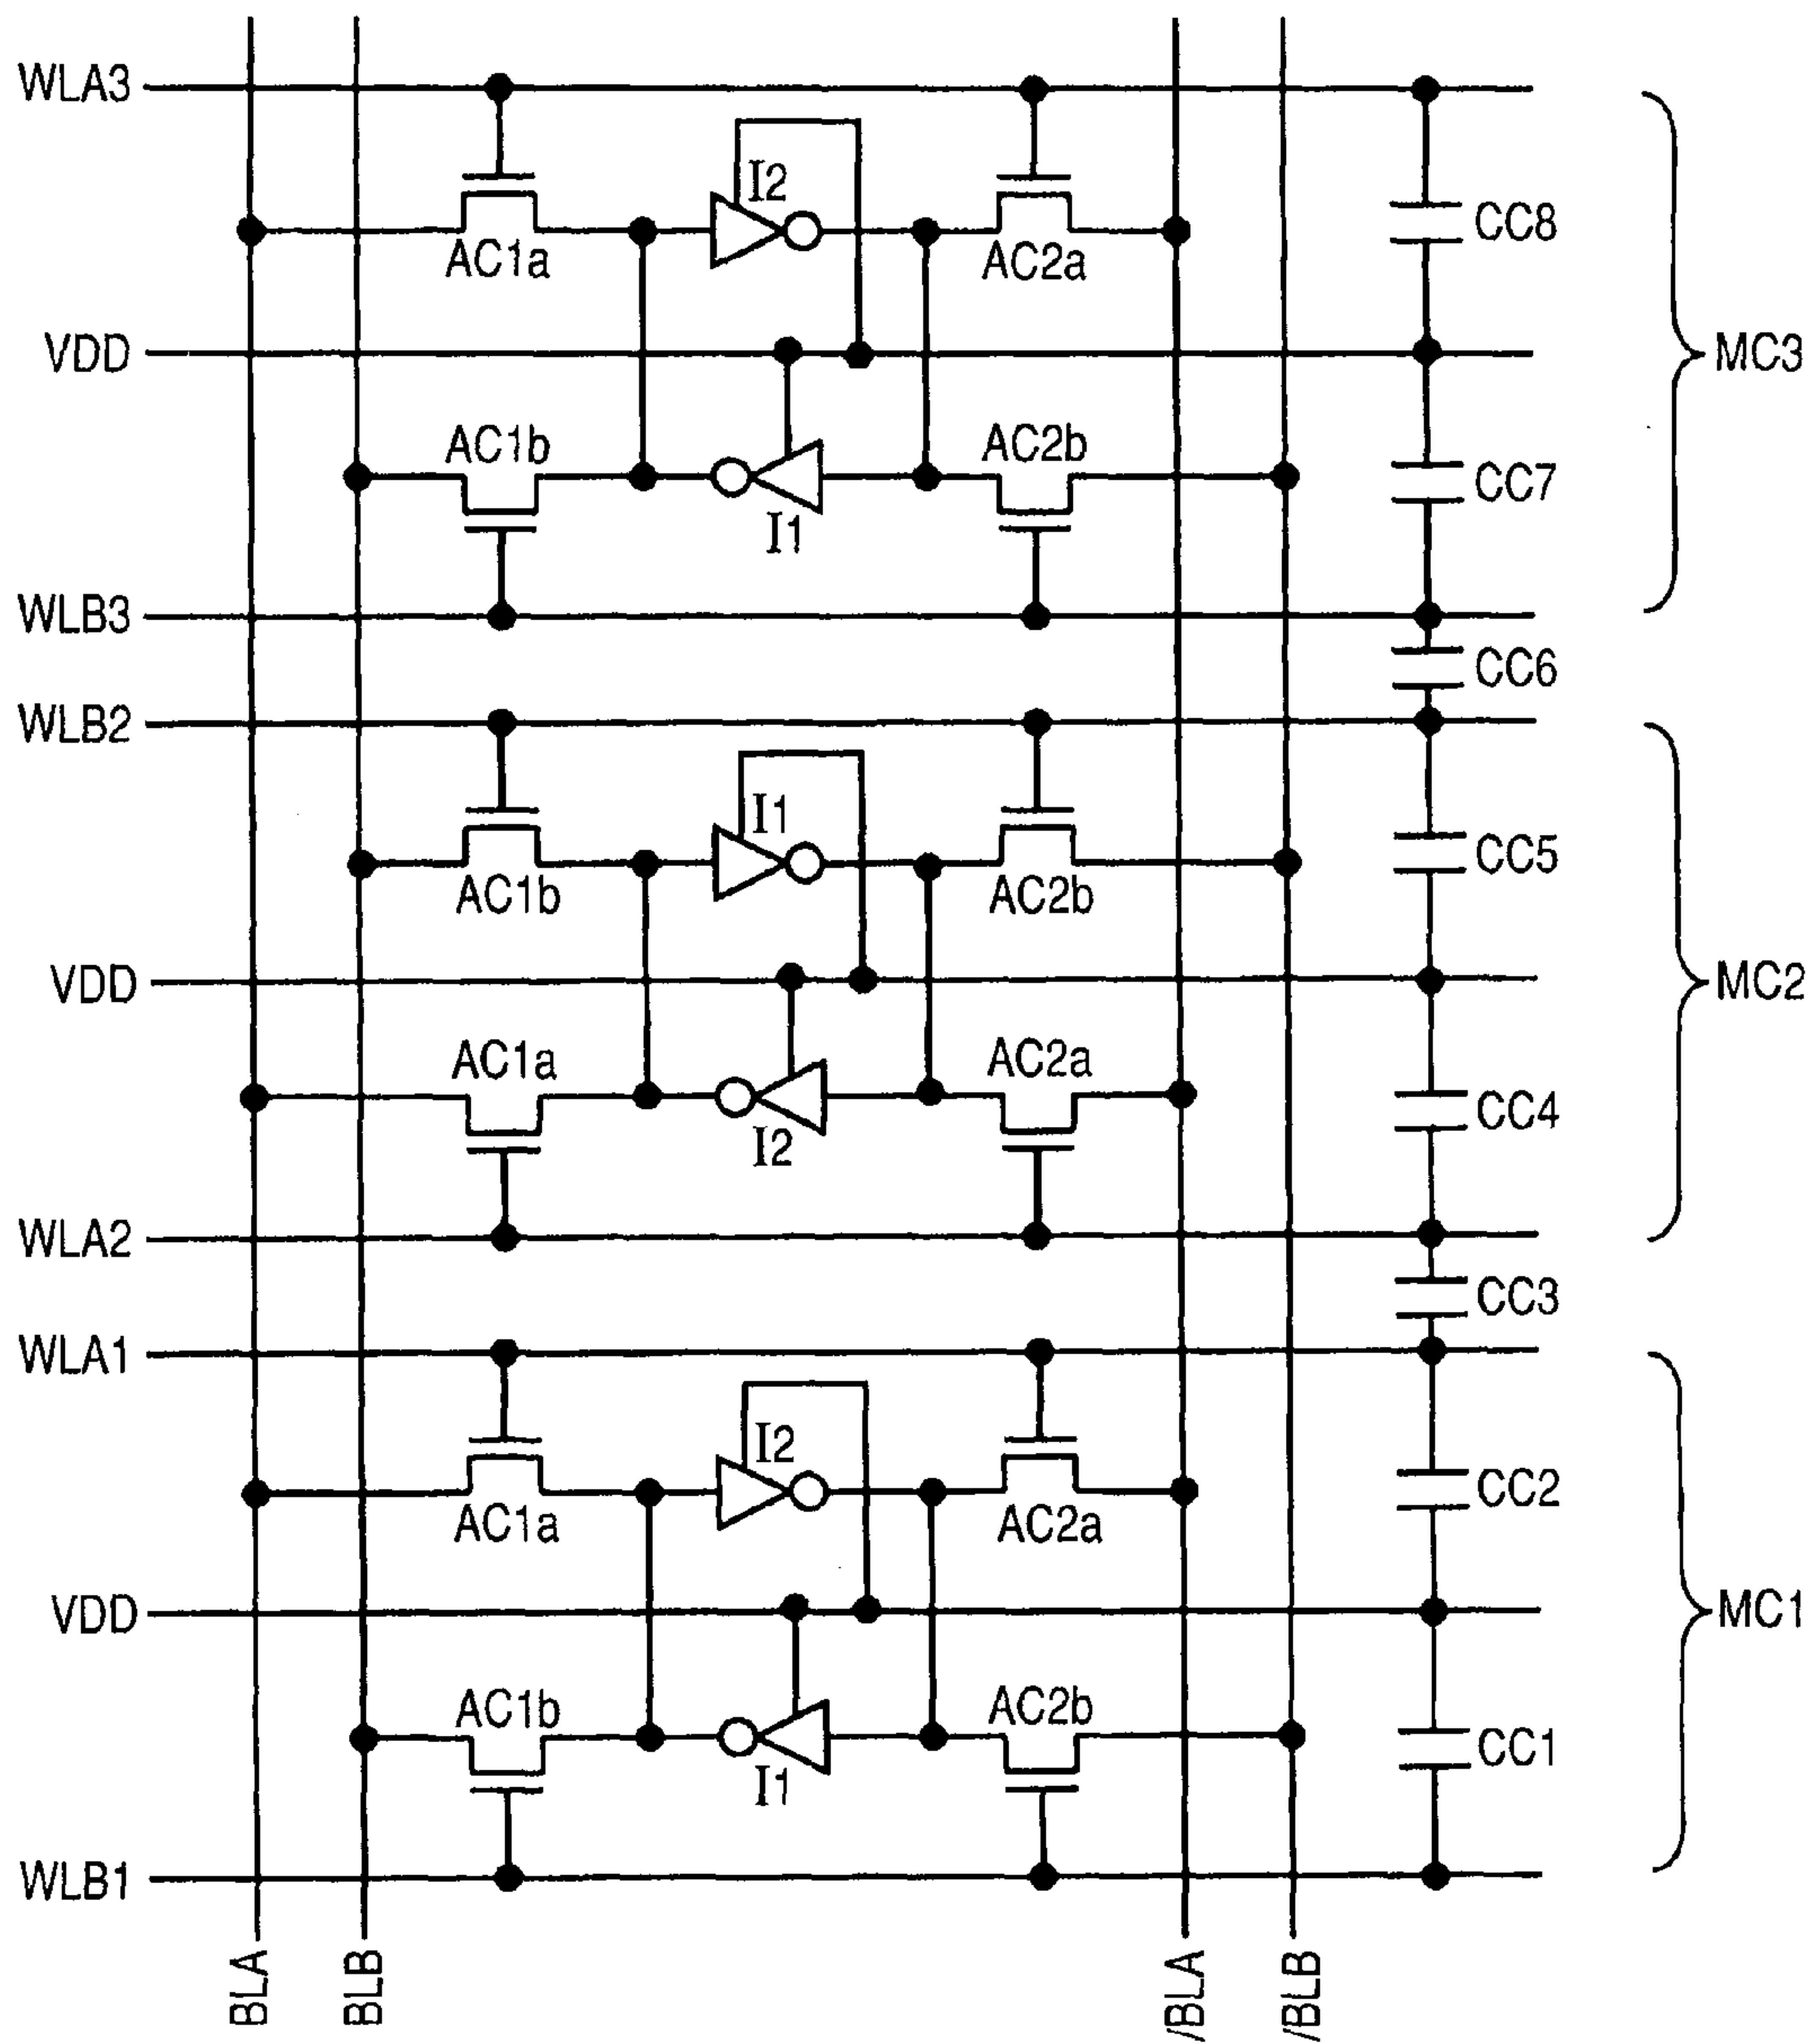 WLA3
I2
AC1a
AC2a
CC8
VDD
MC3
AC1b
AC2b
CC7
I1
WLB3
CC6
WLB2
I1
AC1b
AC2b
CC5
VDD
MC2
AC1a
AC2a
CC4
I2
WLA2
CC3
WLA1
I2
AC1a
AC2a
CC2
VDD
MC1
AC1b
AC2b
CC1
I1
WLB1
BLA
BLB
/BLA
/BLB